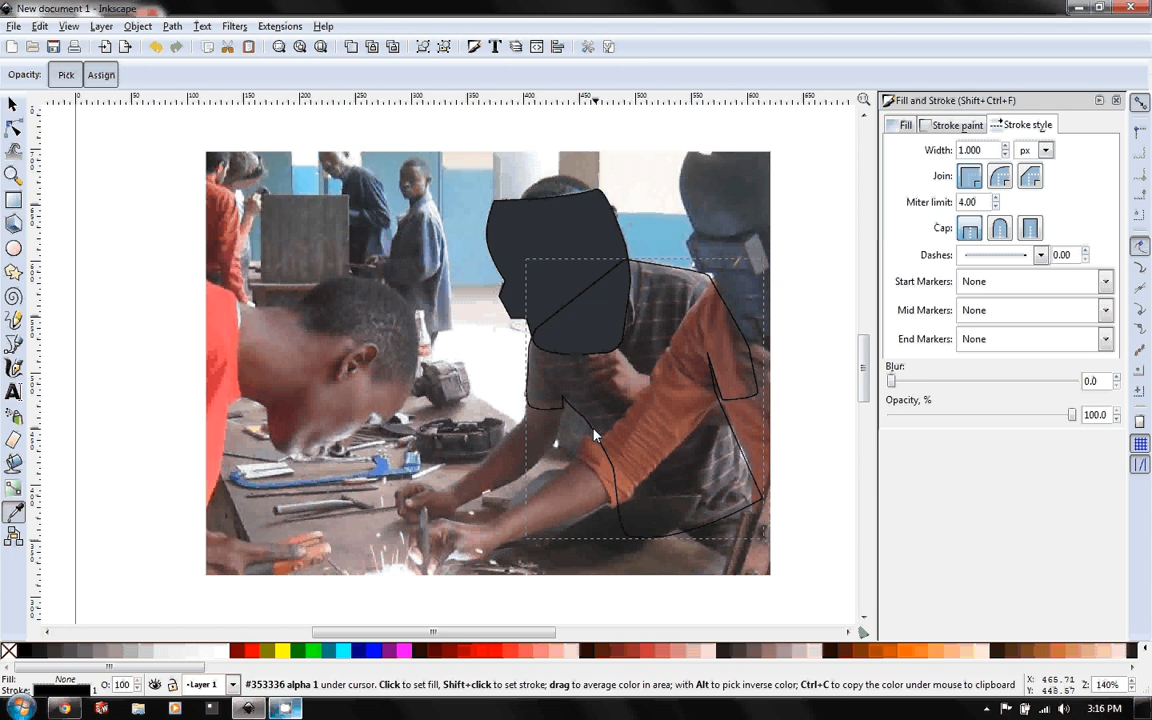 New document 1 - Inkscape
File Edit View Layer Object Path Text Filters Extensions Help
Opacity: Pick Assign
Fill and Stroke (Shift+Ctrl+F)
Fill Stroke paint Stroke style
Width: 1.000 px
Join:
Miter limit: 4.00
Cap:
Dashes: 0.00
Start Markers: None
Mid Markers: None
End Markers: None
Blur:
0.0
Opacity, %
100.0
Fill: None
Stroke: 1
O: 100
Layer 1
#353336 alpha 1 under cursor. Click to set fill, Shift+click to set stroke; drag to average color in area; with Alt to pick inverse color; Ctrl+C to copy the color under mouse to clipboard
X: 465.71
Y: 448.57
Z: 140%
3:16 PM